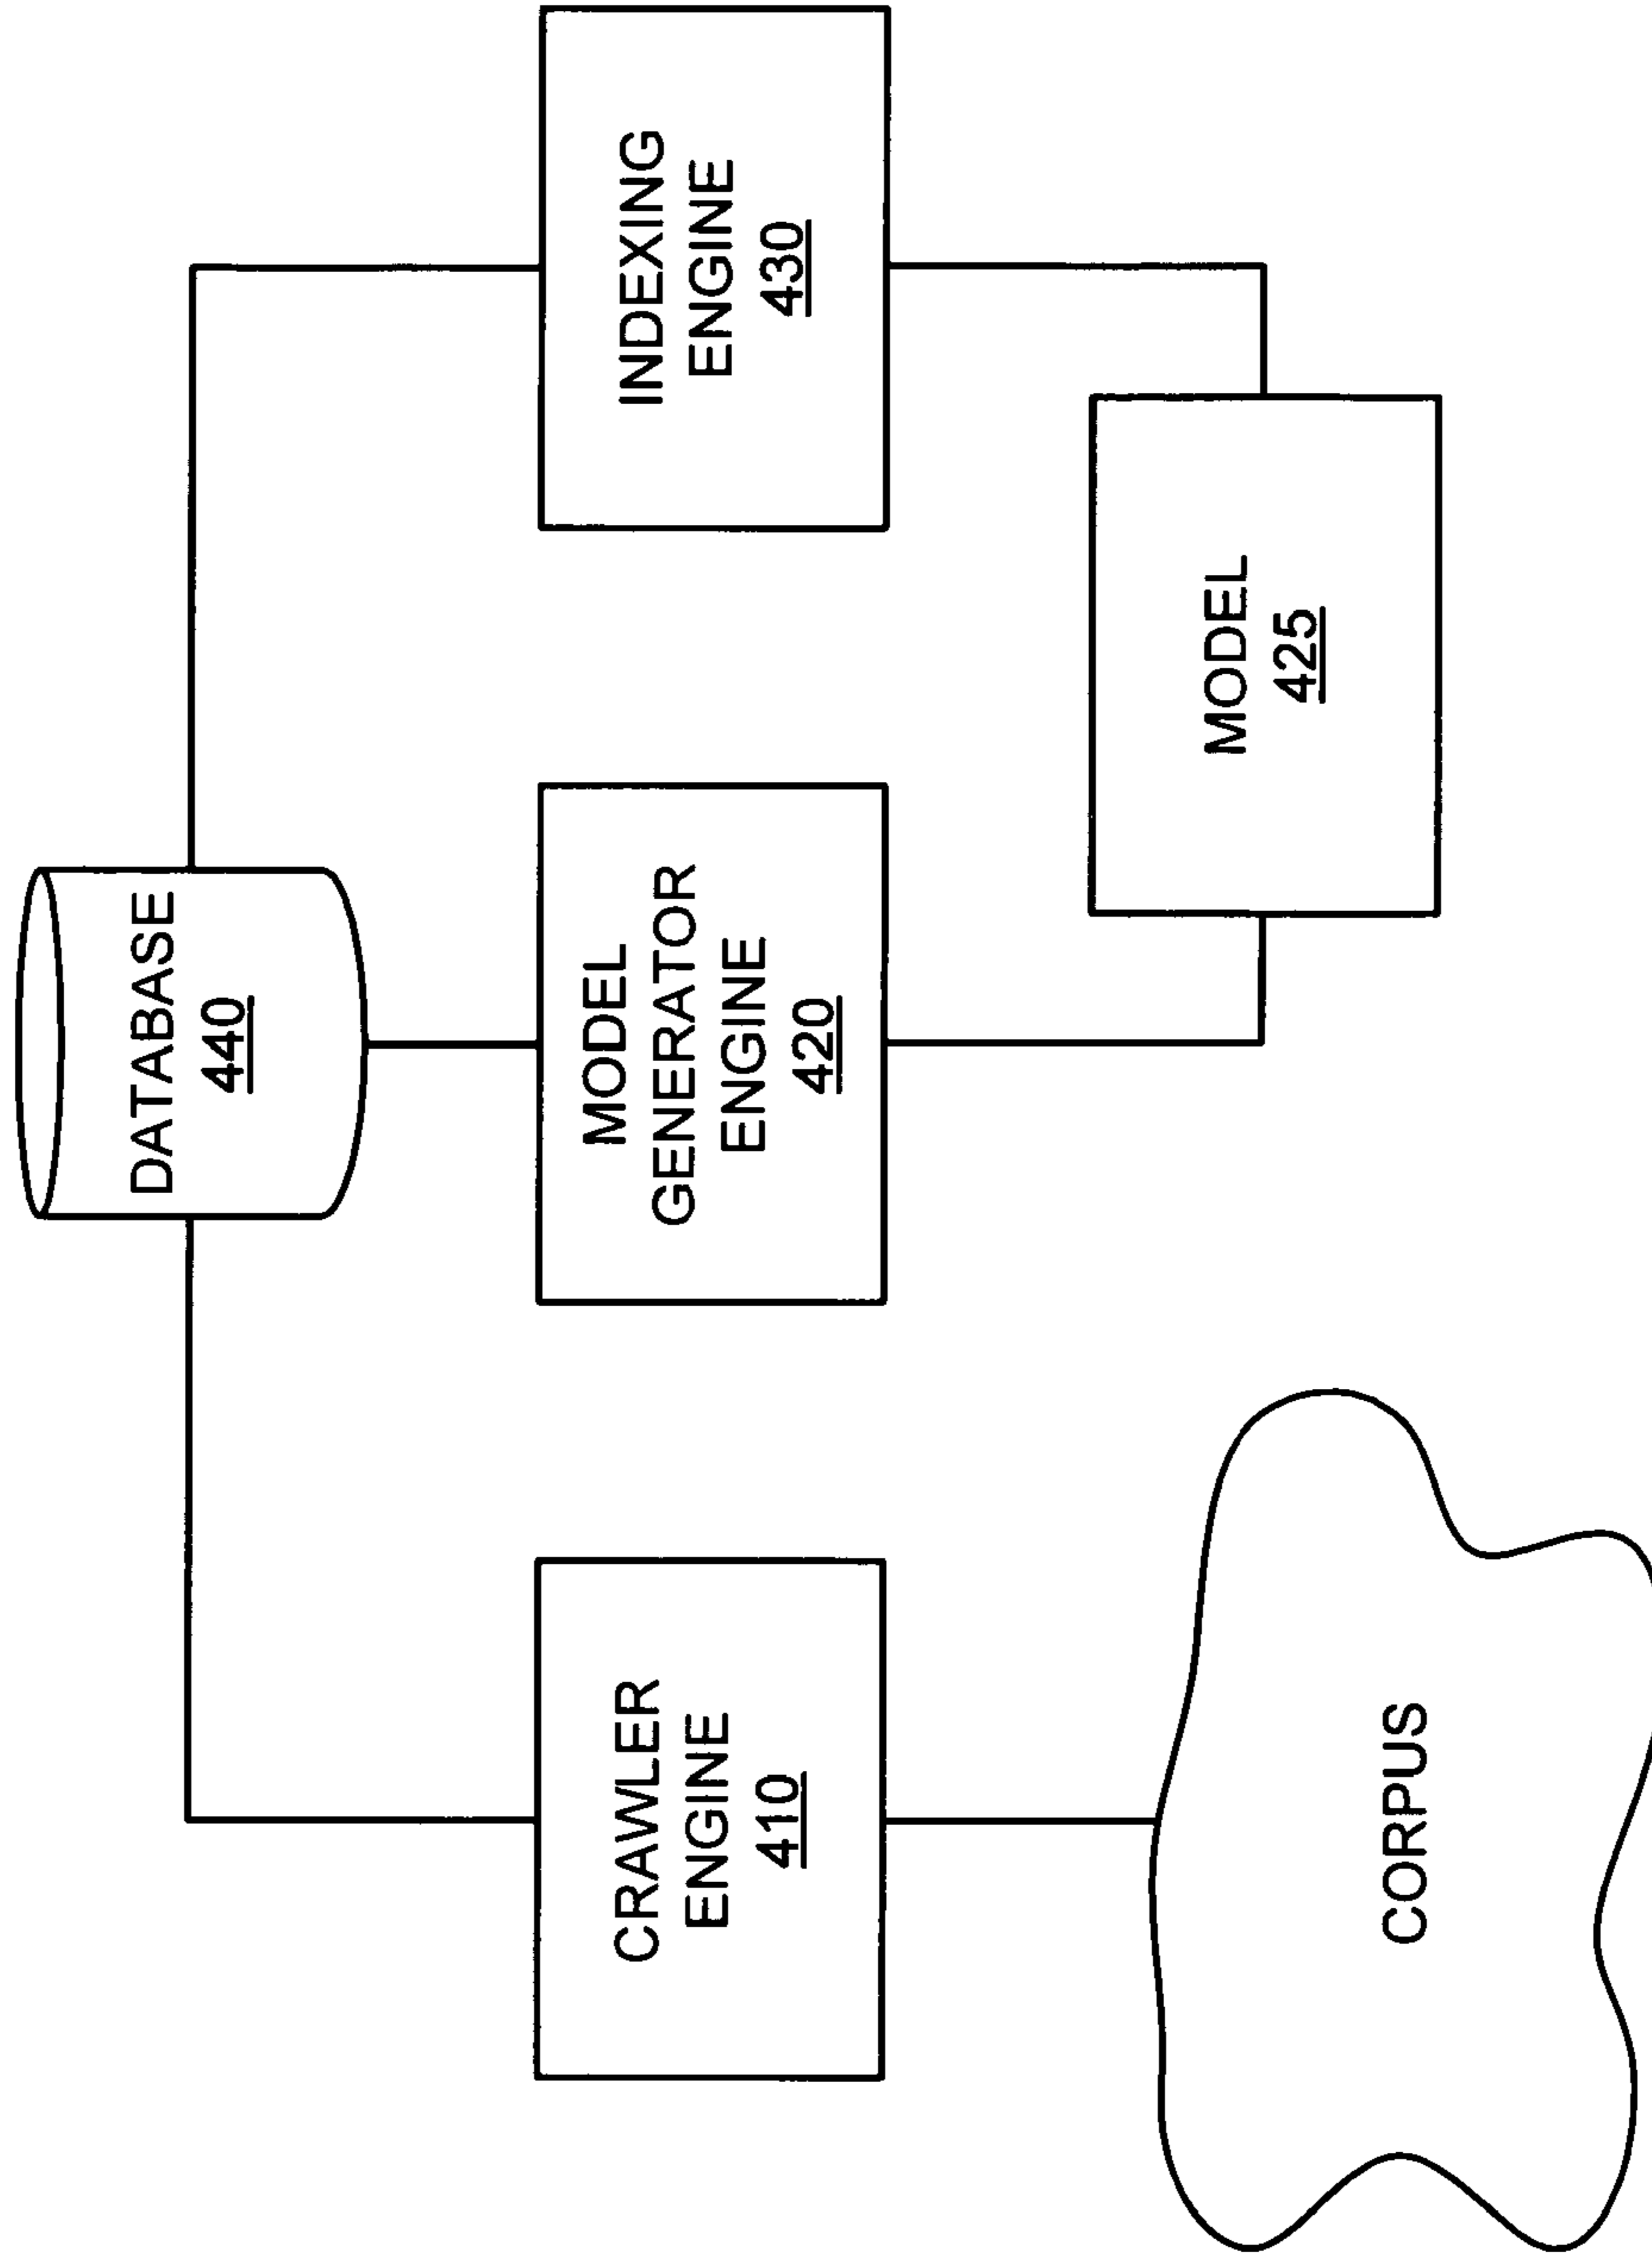 DATABASE
440
CRAWLER
ENGINE
410
MODEL
GENERATOR
ENGINE
420
INDEXING
ENGINE
430
CORPUS
MODEL
425